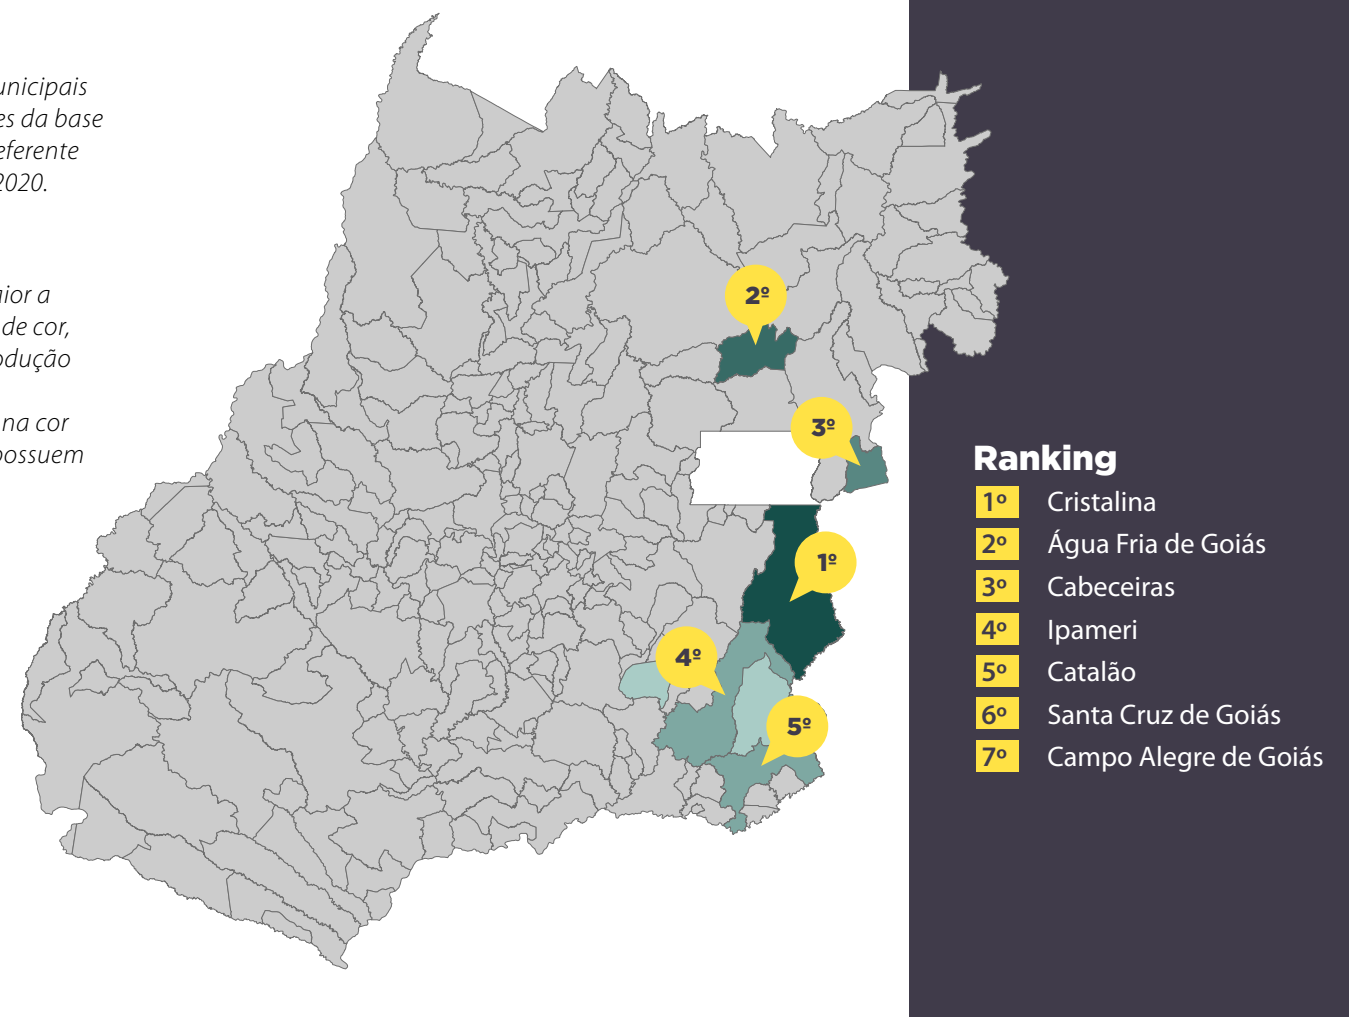 unicipais
es da base
eferente
2020.
ior a
de cor,
odução
na cor
possuem
2º
3º
1º
4º
5º
Ranking
1º Cristalina
2º Água Fria de Goiás
3º Cabeceiras
4º Ipameri
5º Catalão
6º Santa Cruz de Goiás
7º Campo Alegre de Goiás